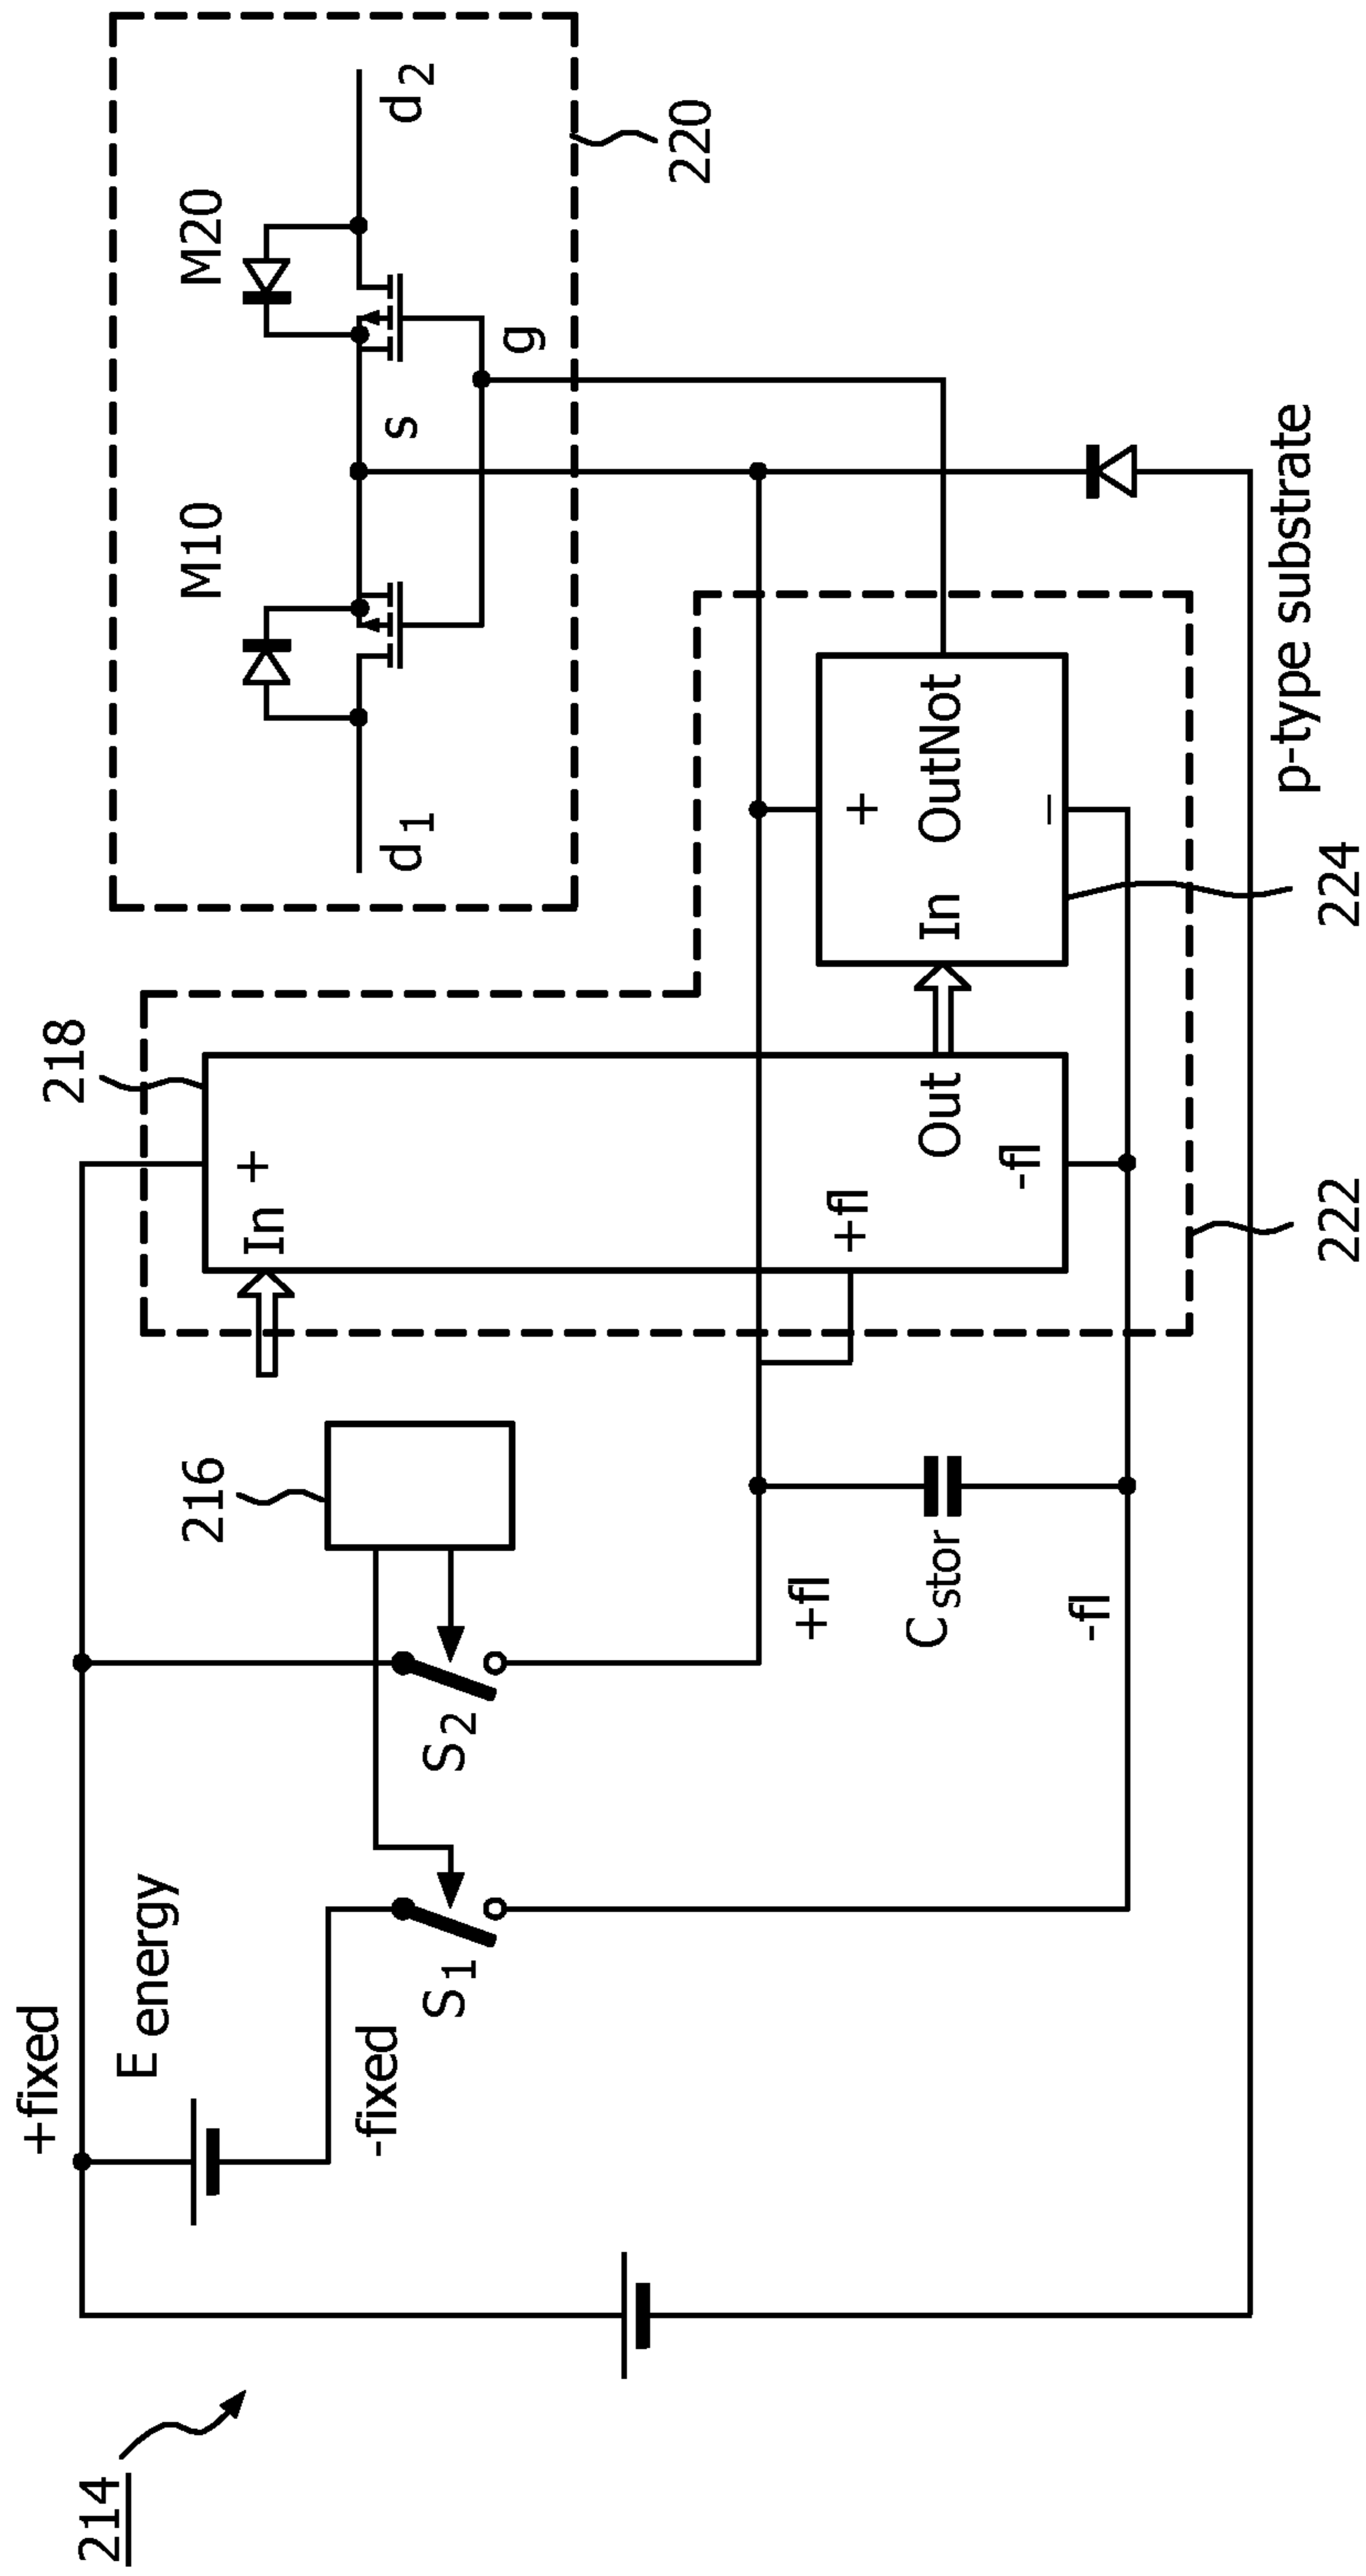 214
+fixed
E energy
-fixed
S1
S2
216
+fl
Cstor
-fl
218
In +
+fl
Out
-fl
222
In
+
OutNot
−
224
p-type substrate
M10
M20
d1
s
g
d2
220